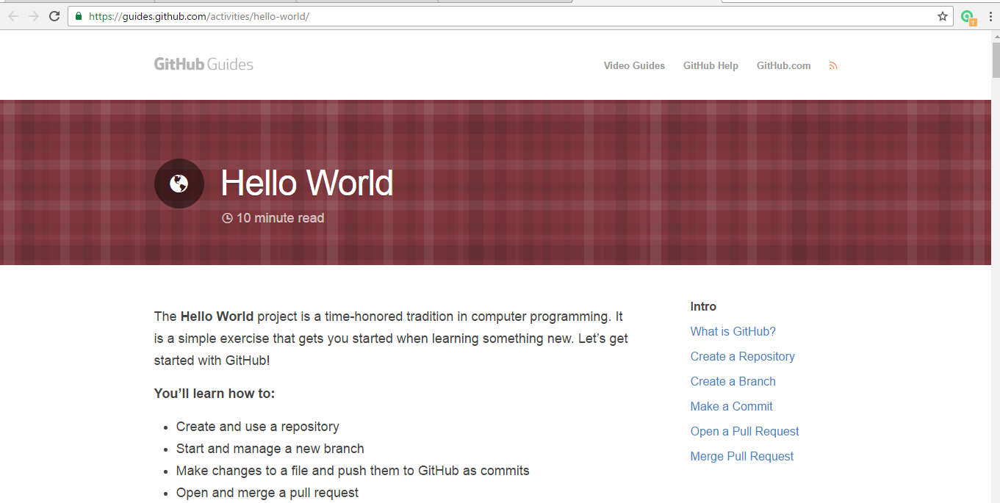 https://guides.github.com/activities/hello-world/
1
GitHub Guides
Video Guides
GitHub Help
GitHub.com
Hello World
10 minute read
The Hello World project is a time-honored tradition in computer programming. It
is a simple exercise that gets you started when learning something new. Let’s get
started with GitHub!
You’ll learn how to:
• Create and use a repository
• Start and manage a new branch
• Make changes to a file and push them to GitHub as commits
• Open and merge a pull request
Intro
What is GitHub?
Create a Repository
Create a Branch
Make a Commit
Open a Pull Request
Merge Pull Request